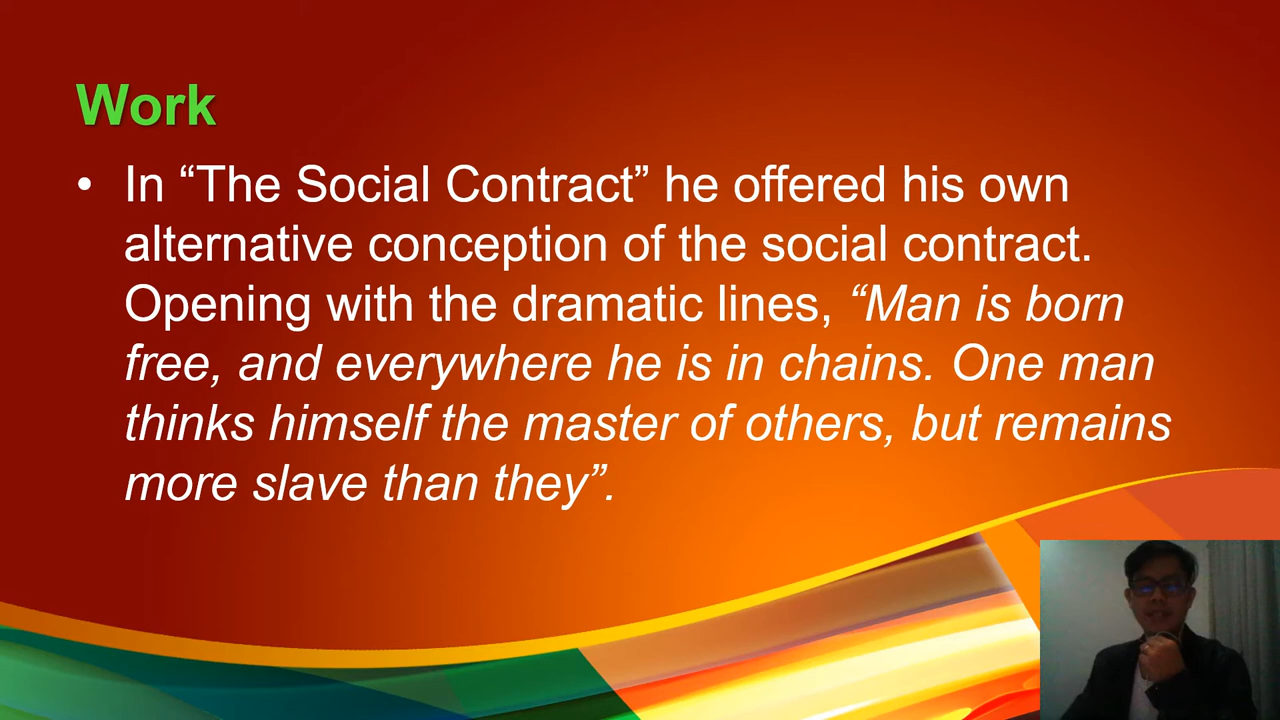 Work
• In “The Social Contract” he offered his own
alternative conception of the social contract.
Opening with the dramatic lines, “Man is born
free, and everywhere he is in chains. One man
thinks himself the master of others, but remains
more slave than they”.